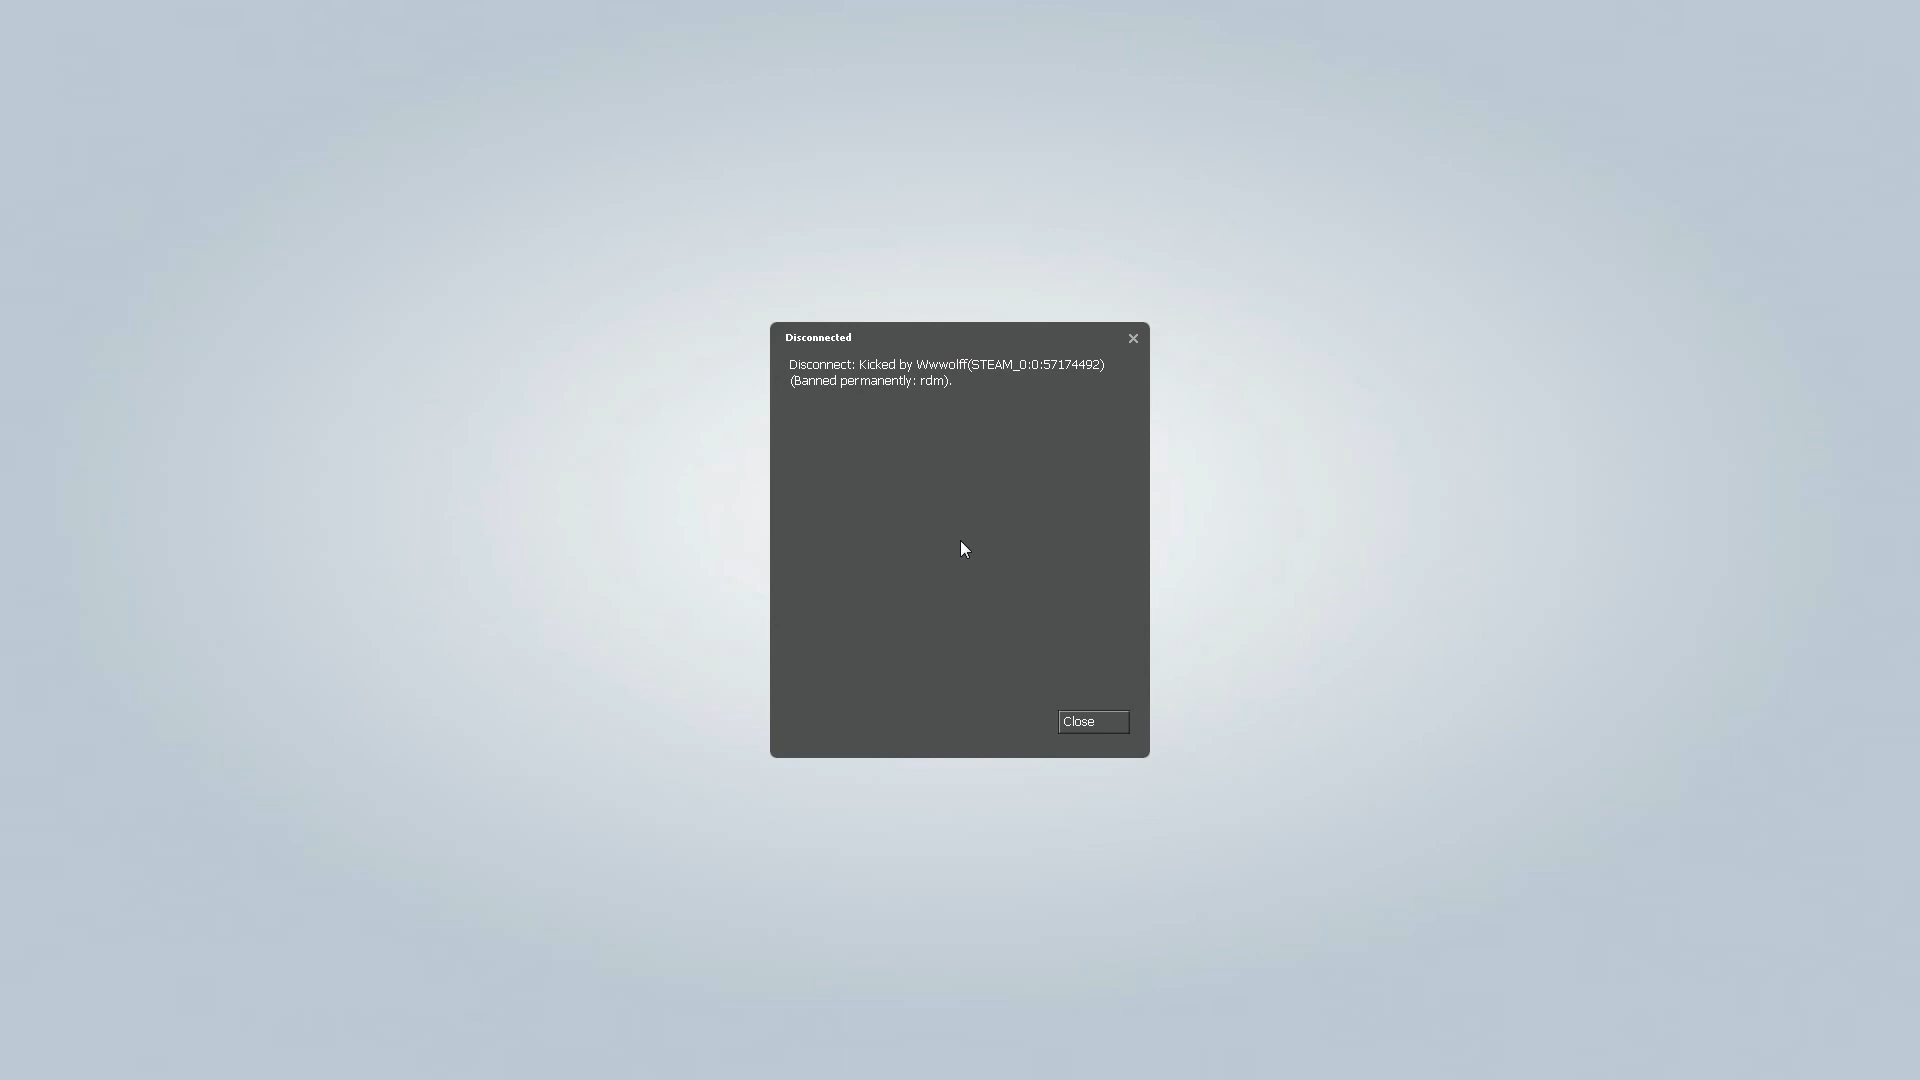 Disconnected
Disconnect: Kicked by Wwwolff(STEAM_0:0:57174492)
(Banned permanently: rdm).
Close